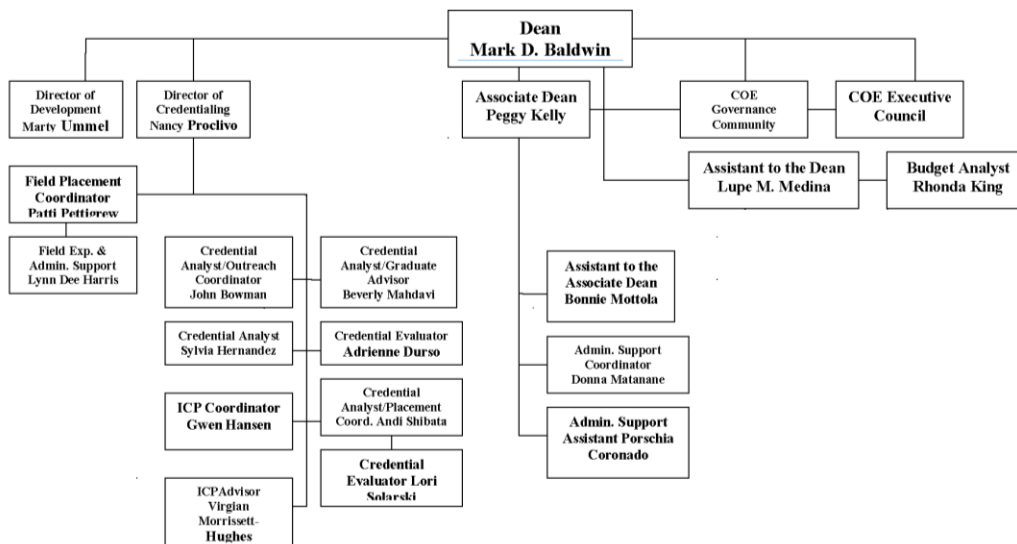 Dean
Mark D. Baldwin
Director of
Development
Marty Ummel
Director of
Credentialing
Nancy Proclivo
Associate Dean
Peggy Kelly
COE
Governance
Community
COE Executive
Council
Assistant to the Dean
Lupe M. Medina
Budget Analyst
Rhonda King
Field Placement
Coordinator
Patti Pettigrew
Field Exp. &
Admin. Support
Lynn Dee Harris
Credential
Analyst/Outreach
Coordinator
John Bowman
Credential
Analyst/Graduate
Advisor
Beverly Mahdavi
Assistant to the
Associate Dean
Bonnie Mottola
Credential Analyst
Sylvia Hernandez
Credential Evaluator
Adrienne Durso
Admin. Support
Coordinator
Donna Matanane
ICP Coordinator
Gwen Hansen
Credential
Analyst/Placement
Coord. Andi Shibata
Admin. Support
Assistant Porschia
Coronado
Credential
Evaluator Lori
Solarski
ICPAdvisor
Virgian
Morrissett-
Hughes